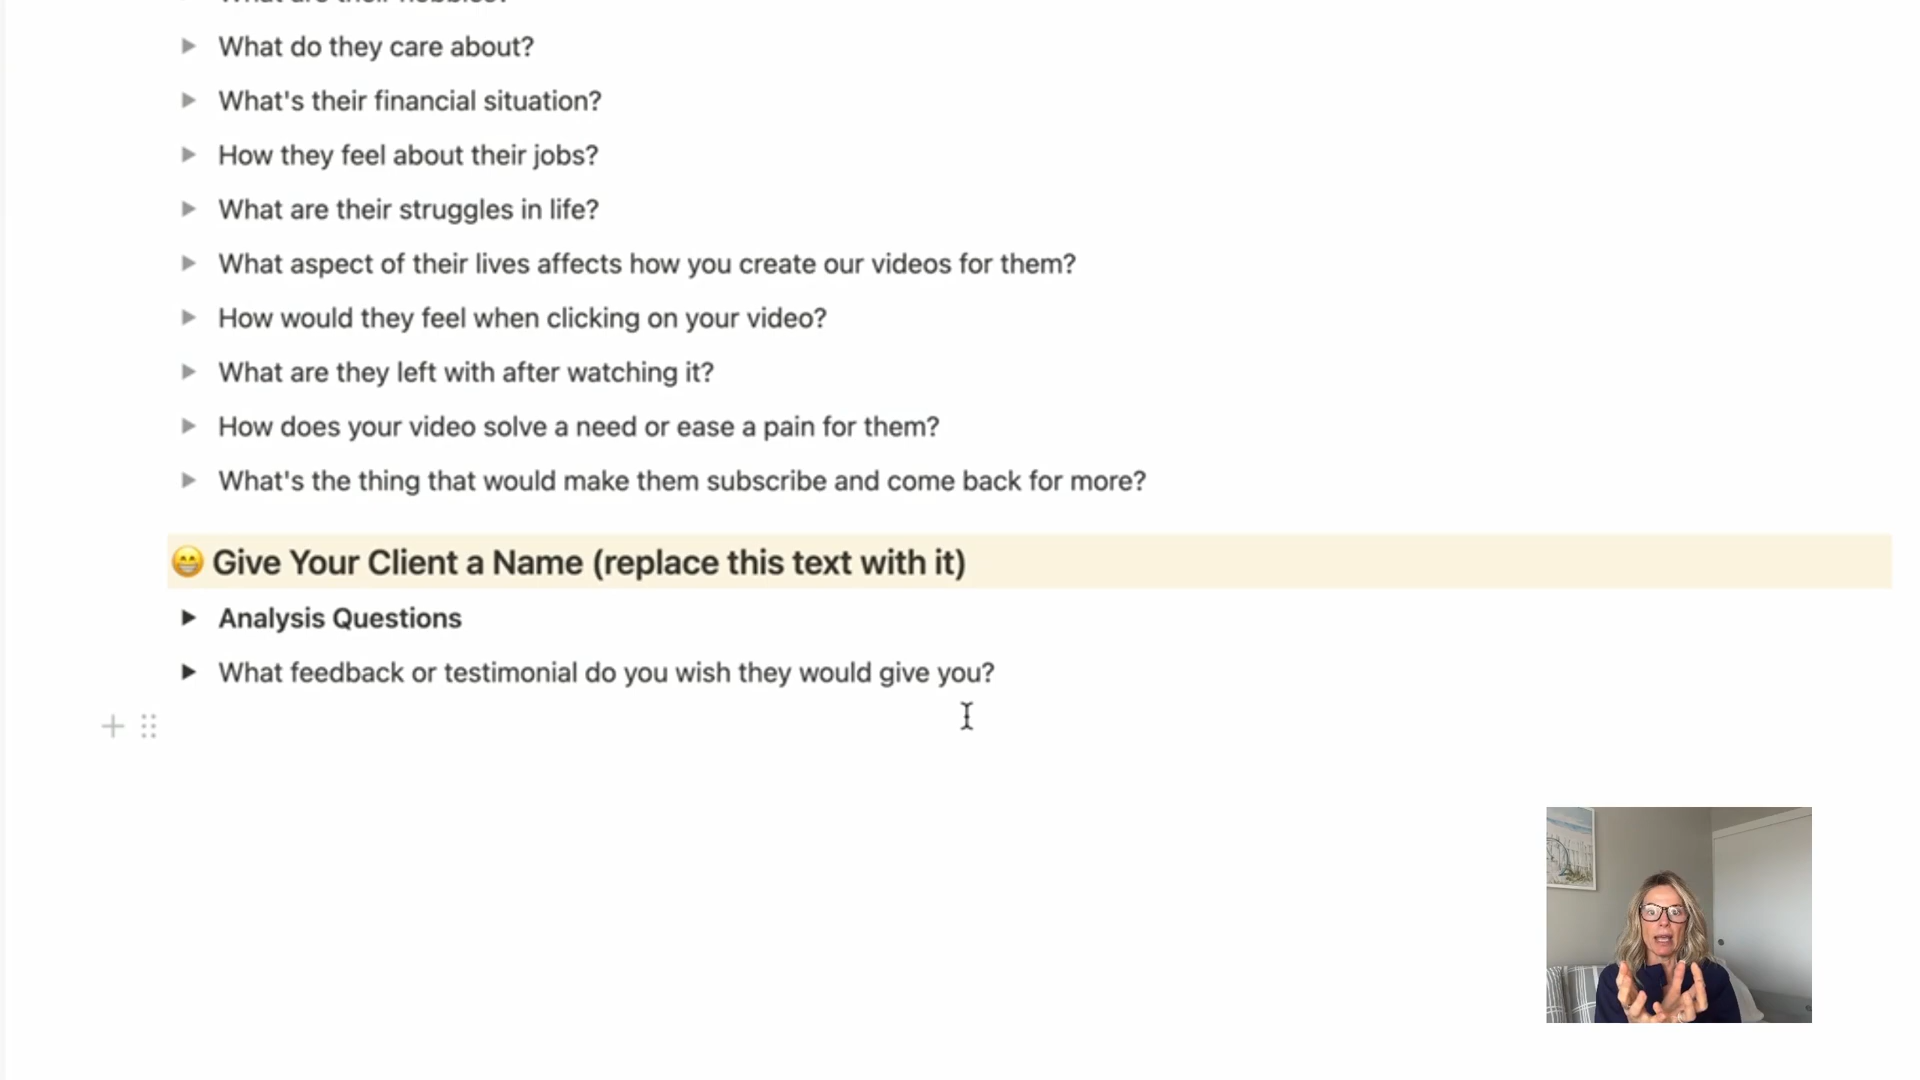 What are their hobbies?
What do they care about?
What's their financial situation?
How they feel about their jobs?
What are their struggles in life?
What aspect of their lives affects how you create our videos for them?
How would they feel when clicking on your video?
What are they left with after watching it?
How does your video solve a need or ease a pain for them?
What's the thing that would make them subscribe and come back for more?
😁 Give Your Client a Name (replace this text with it)
Analysis Questions
What feedback or testimonial do you wish they would give you?